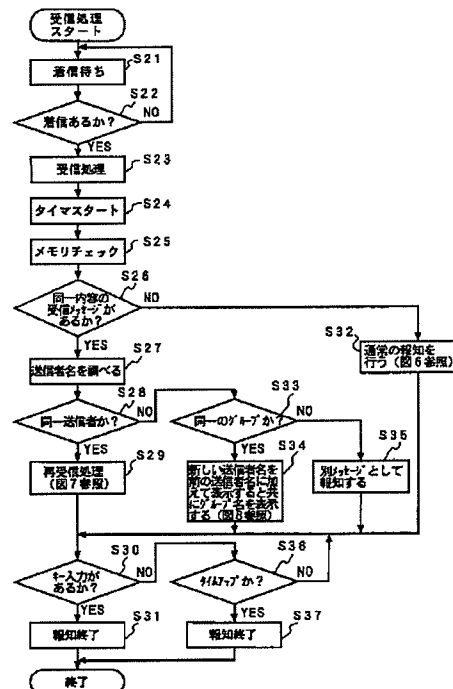 受信処理
スタート
S21
着信待ち
S22
着信あるか？
NO
YES
S23
受信処理
S24
タイマスタート
S25
メモリチェック
S26
同一内容の
受信メッセージが
あるか？
NO
YES
S27
送信者名を調べる
S28
同一送信者か？
NO
YES
S29
再受信処理
(図7参照)
S32
通常の報知を
行う(図6参照)
S33
同一のグループか？
NO
YES
S34
新しい送信者名を
前の送信者名に加
えて表示すると共
にグループ名を表示
する(図8参照)
S35
別メッセージとして
報知する
S30
キー入力が
あるか？
NO
YES
S31
報知終了
S36
タイムアップか？
NO
YES
S37
報知終了
終了